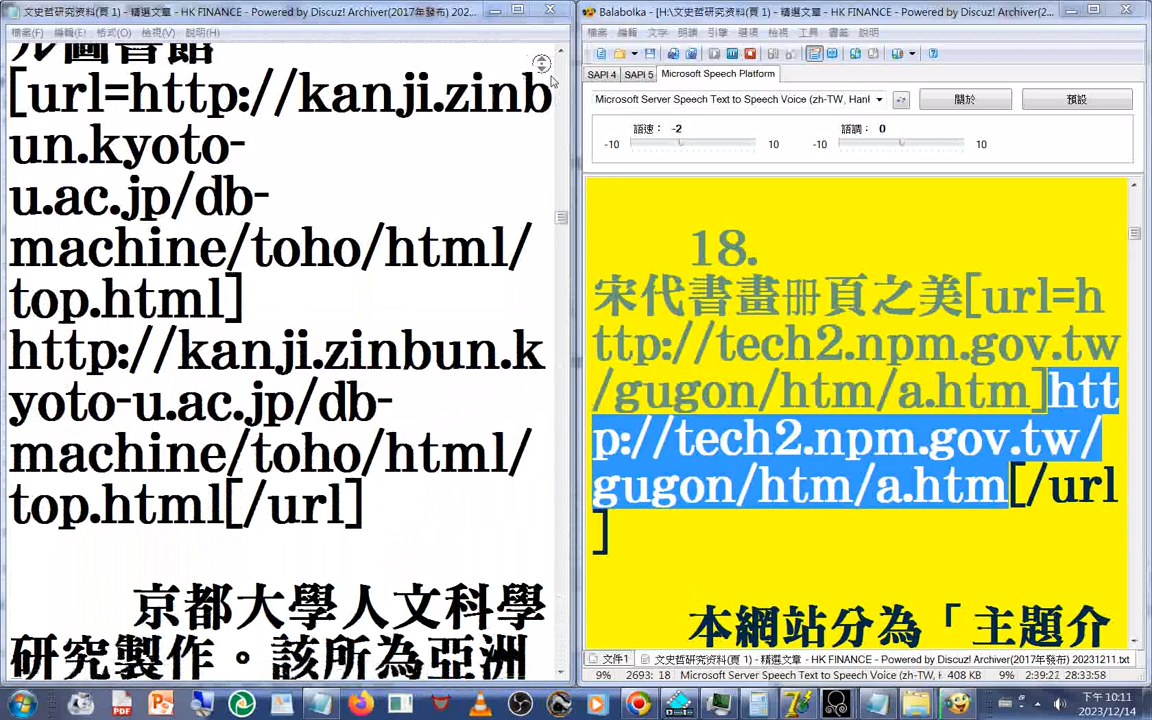 文史哲研究资料(頁 1) - 精選文章 - HK FINANCE - Powered by Discuz! Archiver(2017年發布) 202...
檔案(F) 編輯(E) 格式(O) 檢視(V) 說明(H)
ル圖書館
[url=http://kanji.zinb
un.kyoto-
u.ac.jp/db-
machine/toho/html/
top.html]
http://kanji.zinbun.k
yoto-u.ac.jp/db-
machine/toho/html/
top.html[/url]
京都大學人文科學
研究製作。該所為亞洲
Balabolka - [H:\文史哲研究资料(頁 1) - 精選文章 - HK FINANCE - Powered by Discuz! Archiver(2...
檔案 編輯 文字 朗讀 引擎 選項 檢視 工具 書籤 說明
SAPI 4 SAPI 5 Microsoft Speech Platform
Microsoft Server Speech Text to Speech Voice (zh-TW, Hanl
關於 預設
語速： -2 語調： 0
-10 10 -10 10
18.
宋代書畫冊頁之美[url=h
ttp://tech2.npm.gov.tw
/gugon/htm/a.htm]htt
p://tech2.npm.gov.tw/
gugon/htm/a.htm[/url
]
本網站分為「主題介
文件1 文史哲研究资料(頁 1) - 精選文章 - HK FINANCE - Powered by Discuz! Archiver(2017年發布) 20231211.txt
9% 2693: 18 Microsoft Server Speech Text to Speech Voice (zh-TW, 408 KB 9% 2:39:22 28:33:58
下午 10:11
2023/12/14